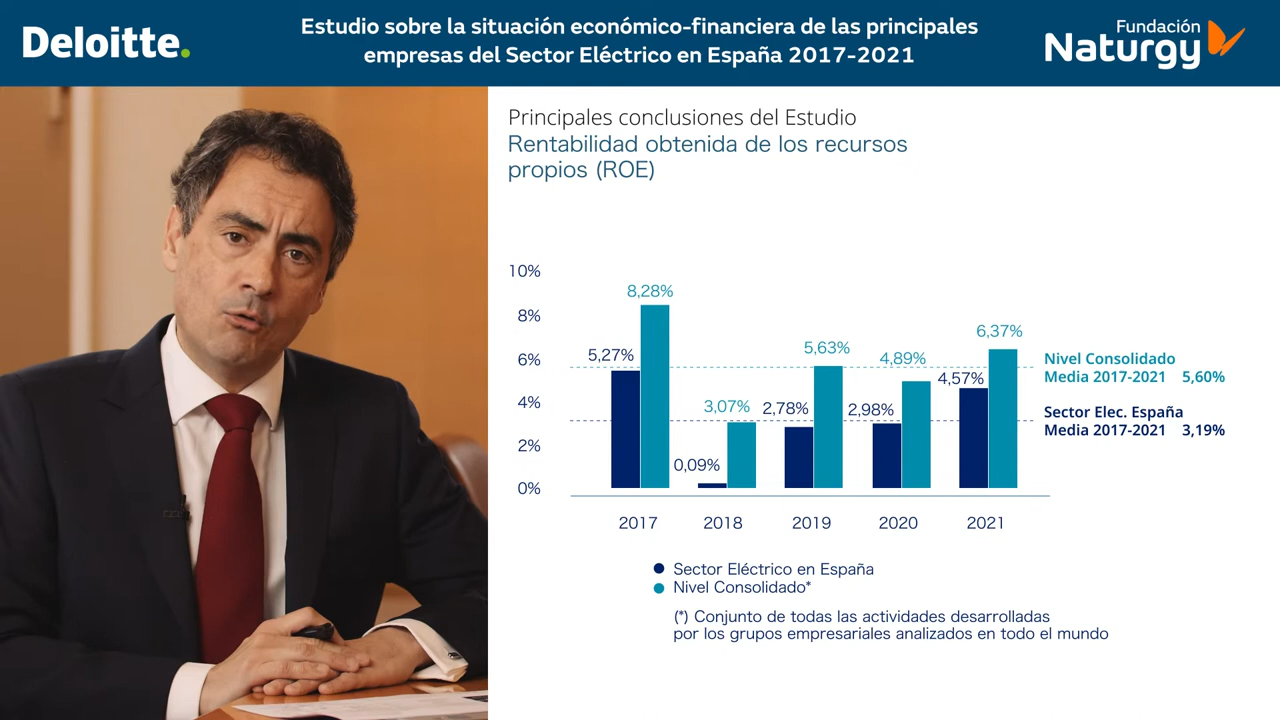 Deloitte.
Estudio sobre la situación económico-financiera de las principales
empresas del Sector Eléctrico en España 2017-2021
Fundación
Naturgy
Principales conclusiones del Estudio
Rentabilidad obtenida de los recursos
propios (ROE)
10%
8%
6%
4%
2%
0%
5,27%
8,28%
0,09%
3,07%
2,78%
5,63%
2,98%
4,89%
4,57%
6,37%
Nivel Consolidado
Media 2017-2021 5,60%
Sector Elec. España
Media 2017-2021 3,19%
2017
2018
2019
2020
2021
Sector Eléctrico en España
Nivel Consolidado*
(*) Conjunto de todas las actividades desarrolladas
por los grupos empresariales analizados en todo el mundo